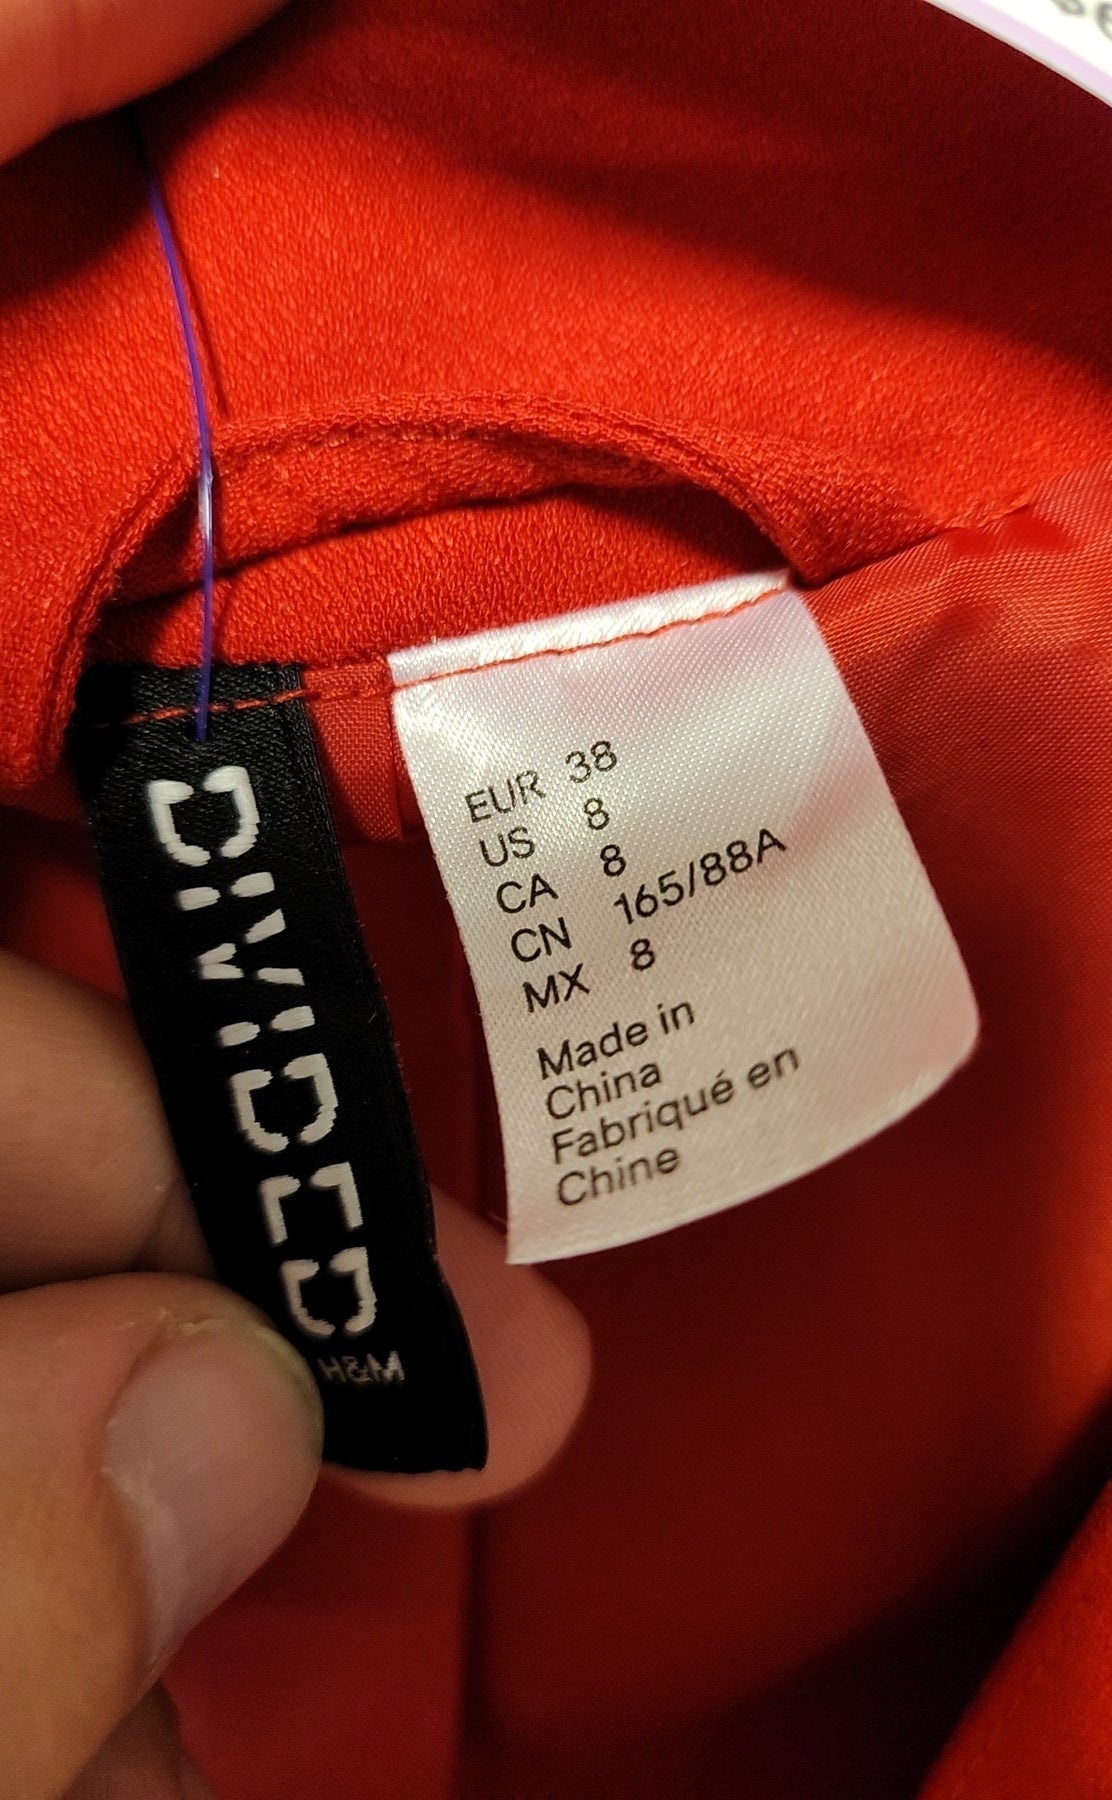 DIVIDED
H&M
EUR 38
US 8
CA 8
CN 165/88A
MX 8
Made in
China
Fabriqué en
Chine